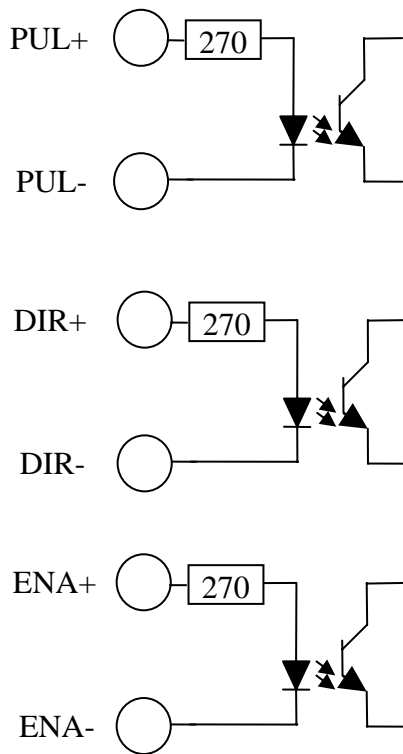 PUL+ 270
PUL-
DIR+ 270
DIR-
ENA+ 270
ENA-